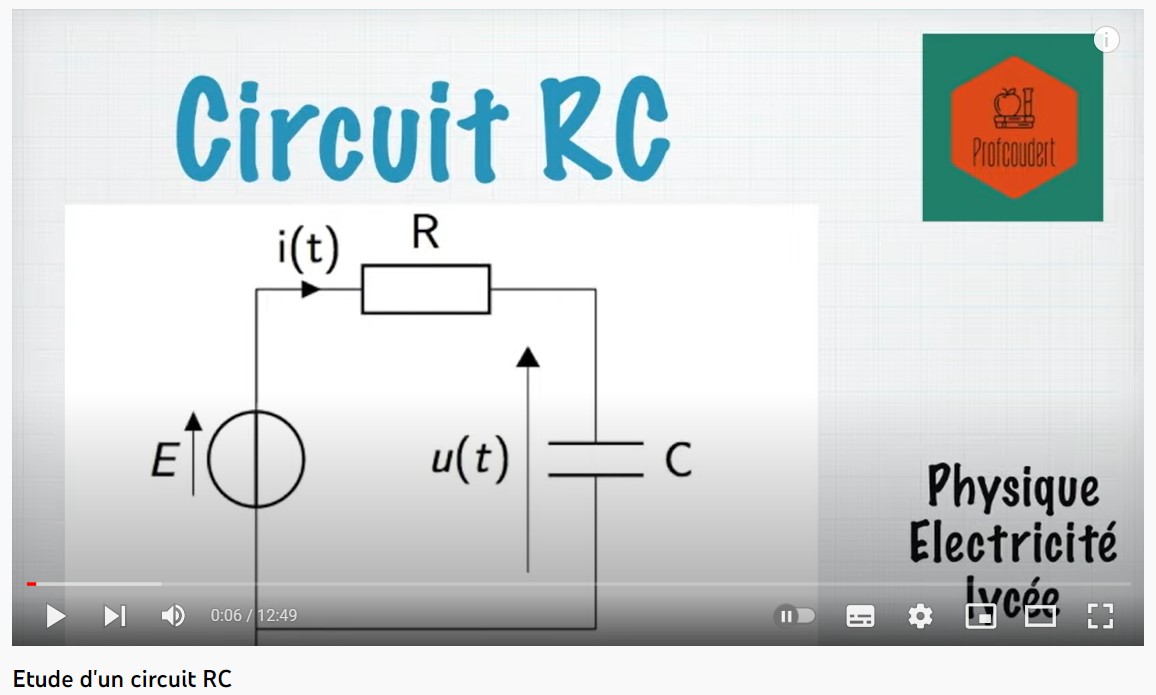 Circuit RC
i
Profcoudert
i(t)
R
E
u(t)
C
Physique
Electricité
lycée
0:06 / 12:49
Etude d'un circuit RC